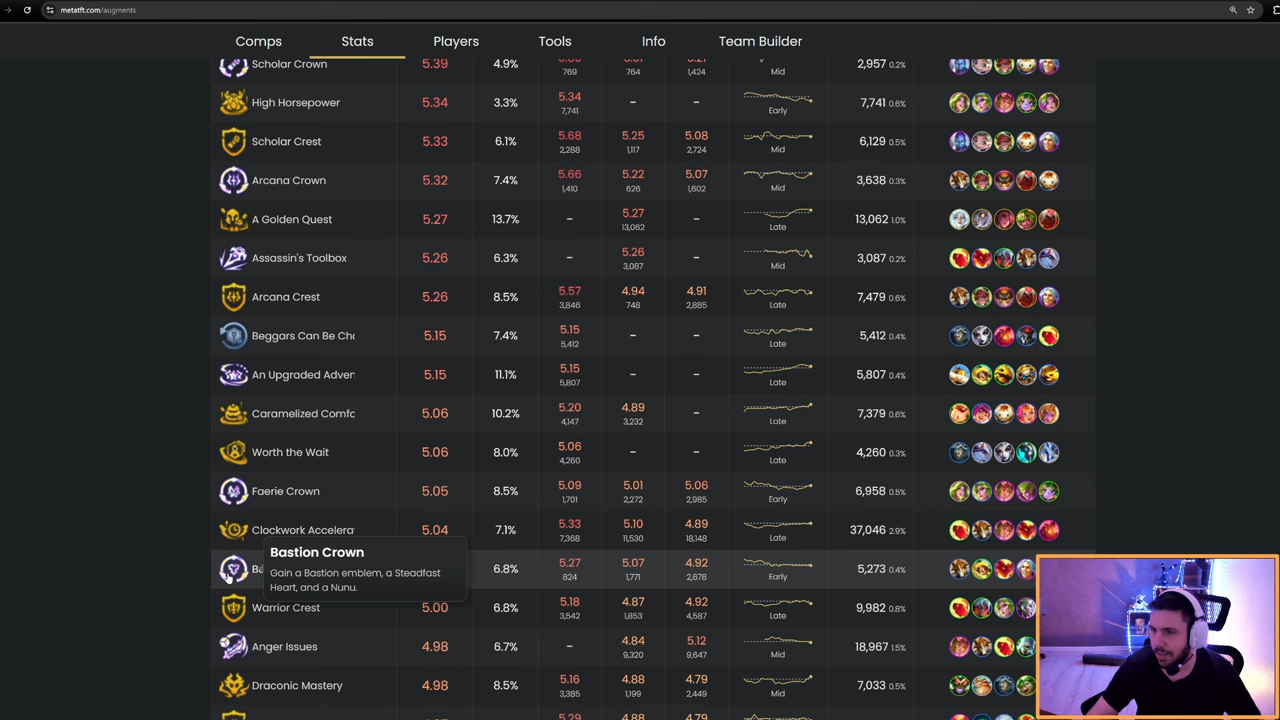 metatft.com/augments
Comps Stats Players Tools Info Team Builder
Scholar Crown 5.39 4.9% 769 764 1,424 Mid 2,957 0.2%
High Horsepower 5.34 3.3% 5.34 7,741 – – Early 7,741 0.6%
Scholar Crest 5.33 6.1% 5.68 2,288 5.25 1,117 5.08 2,724 Mid 6,129 0.5%
Arcana Crown 5.32 7.4% 5.66 1,410 5.22 626 5.07 1,602 Mid 3,638 0.3%
A Golden Quest 5.27 13.7% – 5.27 13,062 – Late 13,062 1.0%
Assassin's Toolbox 5.26 6.3% – 5.26 3,087 – Mid 3,087 0.2%
Arcana Crest 5.26 8.5% 5.57 3,846 4.94 748 4.91 2,885 Late 7,479 0.6%
Beggars Can Be Chc 5.15 7.4% 5.15 5,412 – – Late 5,412 0.4%
An Upgraded Adven 5.15 11.1% 5.15 5,807 – – Late 5,807 0.4%
Caramelized Comfo 5.06 10.2% 5.20 4,147 4.89 3,232 – Late 7,379 0.6%
Worth the Wait 5.06 8.0% 5.06 4,260 – – Late 4,260 0.3%
Faerie Crown 5.05 8.5% 5.09 1,701 5.01 2,272 5.06 2,985 Early 6,958 0.5%
Clockwork Accelera 5.04 7.1% 5.33 7,368 5.10 11,530 4.89 18,148 Late 37,046 2.9%
Bastion Crown
Gain a Bastion emblem, a Steadfast
Heart, and a Nunu.
6.8% 5.27 824 5.07 1,771 4.92 2,678 Early 5,273 0.4%
Warrior Crest 5.00 6.8% 5.18 3,542 4.87 1,853 4.92 4,587 Late 9,982 0.8%
Anger Issues 4.98 6.7% – 4.84 9,320 5.12 9,647 Mid 18,967 1.5%
Draconic Mastery 4.98 8.5% 5.16 3,385 4.88 1,199 4.79 2,449 Mid 7,033 0.5%
5.29 4.88 4.79